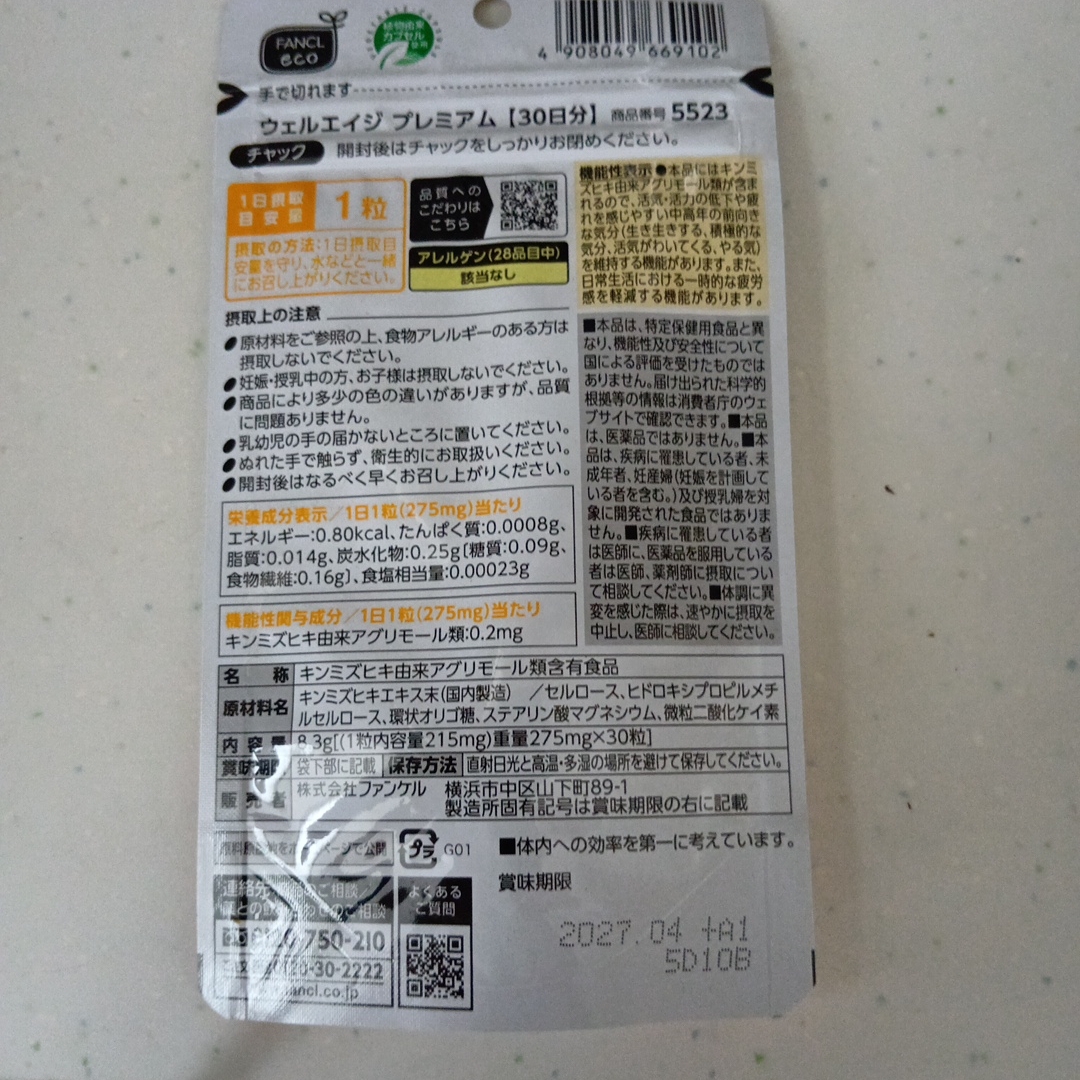 FANCL
eco
植物由来
カプセル
使用
4 908049 669102
手で切れます
ウェルエイジ プレミアム【30日分】 商品番号 5523
チャック 開封後はチャックをしっかりお閉めください。
1日摂取
目安量
1粒
摂取の方法:1日摂取目
安量を守り、水などと一緒
にお召し上がりください。
品質への
こだわりは
こちら
アレルゲン(28品目中)
該当なし
機能性表示 ●本品にはキンミ
ズヒキ由来アグリモール類が含ま
れるので、活気・活力の低下や疲
れを感じやすい中高年の前向き
な気分(生き生きする、積極的な
気分、活気がわいてくる、やる気)
を維持する機能があります。また、
日常生活における一時的な疲労
感を軽減する機能があります。
摂取上の注意
●原材料をご参照の上、食物アレルギーのある方は
摂取しないでください。
●妊娠・授乳中の方、お子様は摂取しないでください。
●商品により多少の色の違いがありますが、品質
に問題ありません。
●乳幼児の手の届かないところに置いてください。
●ぬれた手で触らず、衛生的にお取扱いください。
●開封後はなるべく早くお召し上がりください。
■本品は、特定保健用食品と異
なり、機能性及び安全性について
国による評価を受けたものでは
ありません。届け出られた科学的
根拠等の情報は消費者庁のウェ
ブサイトで確認できます。■本品
は、医薬品ではありません。■本
品は、疾病に罹患している者、未
成年者、妊産婦(妊娠を計画して
いる者を含む。)及び授乳婦を対
象に開発された食品ではありま
せん。■疾病に罹患している者
は医師に、医薬品を服用している
者は医師、薬剤師に摂取につい
て相談してください。■体調に異
変を感じた際は、速やかに摂取を
中止し、医師に相談してください。
栄養成分表示/1日1粒(275mg)当たり
エネルギー:0.80kcal、たんぱく質:0.0008g、
脂質:0.014g、炭水化物:0.25g〔糖質:0.09g、
食物繊維:0.16g〕、食塩相当量:0.00023g
機能性関与成分/1日1粒(275mg)当たり
キンミズヒキ由来アグリモール類:0.2mg
名称 キンミズヒキ由来アグリモール類含有食品
原材料名 キンミズヒキエキス末(国内製造) /セルロース、ヒドロキシプロピルメチ
ルセルロース、環状オリゴ糖、ステアリン酸マグネシウム、微粒二酸化ケイ素
内容量 8.3g[(1粒内容量215mg)重量275mg×30粒]
賞味期限 袋下部に記載 保存方法 直射日光と高温・多湿の場所を避けて保存してください。
販売者 株式会社ファンケル 横浜市中区山下町89-1
製造所固有記号は賞味期限の右に記載
ページで公開
プラ G01
■体内への効率を第一に考えています。
連絡先
のご相談
わせのご相談
750-210
30-2222
ncl.co.jp
よくある
ご質問
賞味期限
2027.04 +A1
5D10B